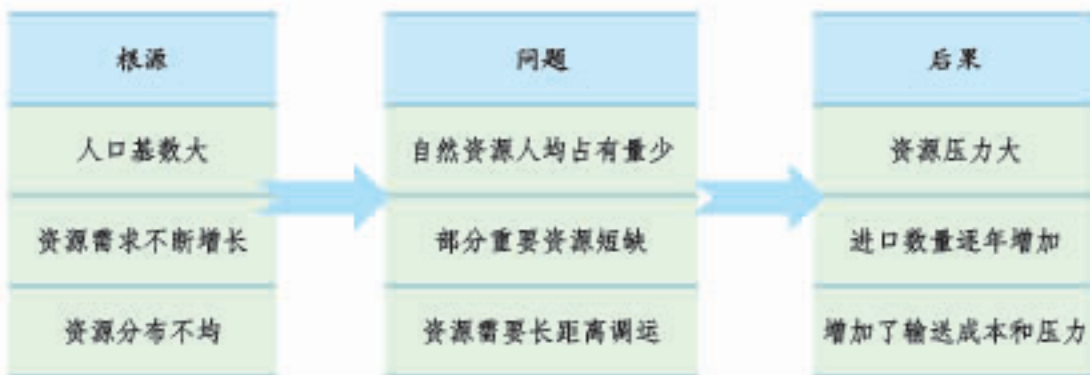 根源
问题
后果
人口基数大
自然资源人均占有量少
资源压力大
资源需求不断增长
部分重要资源短缺
进口数量逐年增加
资源分布不均
资源需要长距离调运
增加了输送成本和压力